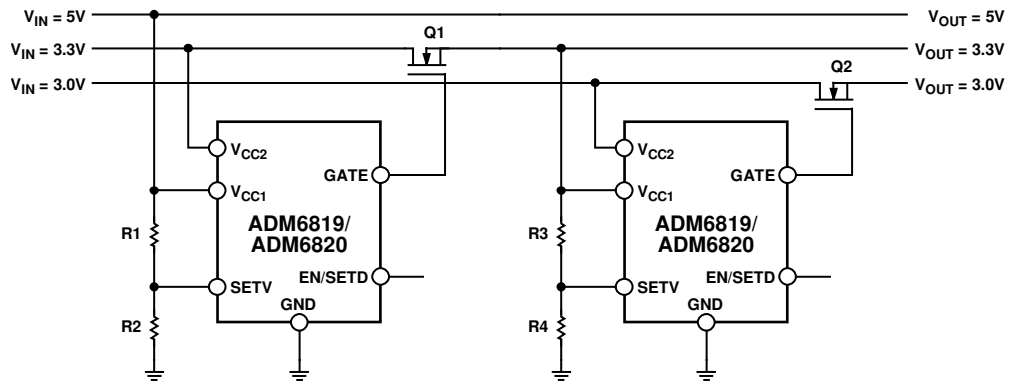 VIN = 5V
VOUT = 5V
VIN = 3.3V
Q1
VOUT = 3.3V
VIN = 3.0V
Q2
VOUT = 3.0V
VCC2
GATE
VCC1
R1
ADM6819/
ADM6820
EN/SETD
SETV
GND
R2
VCC2
GATE
VCC1
R3
ADM6819/
ADM6820
EN/SETD
SETV
GND
R4